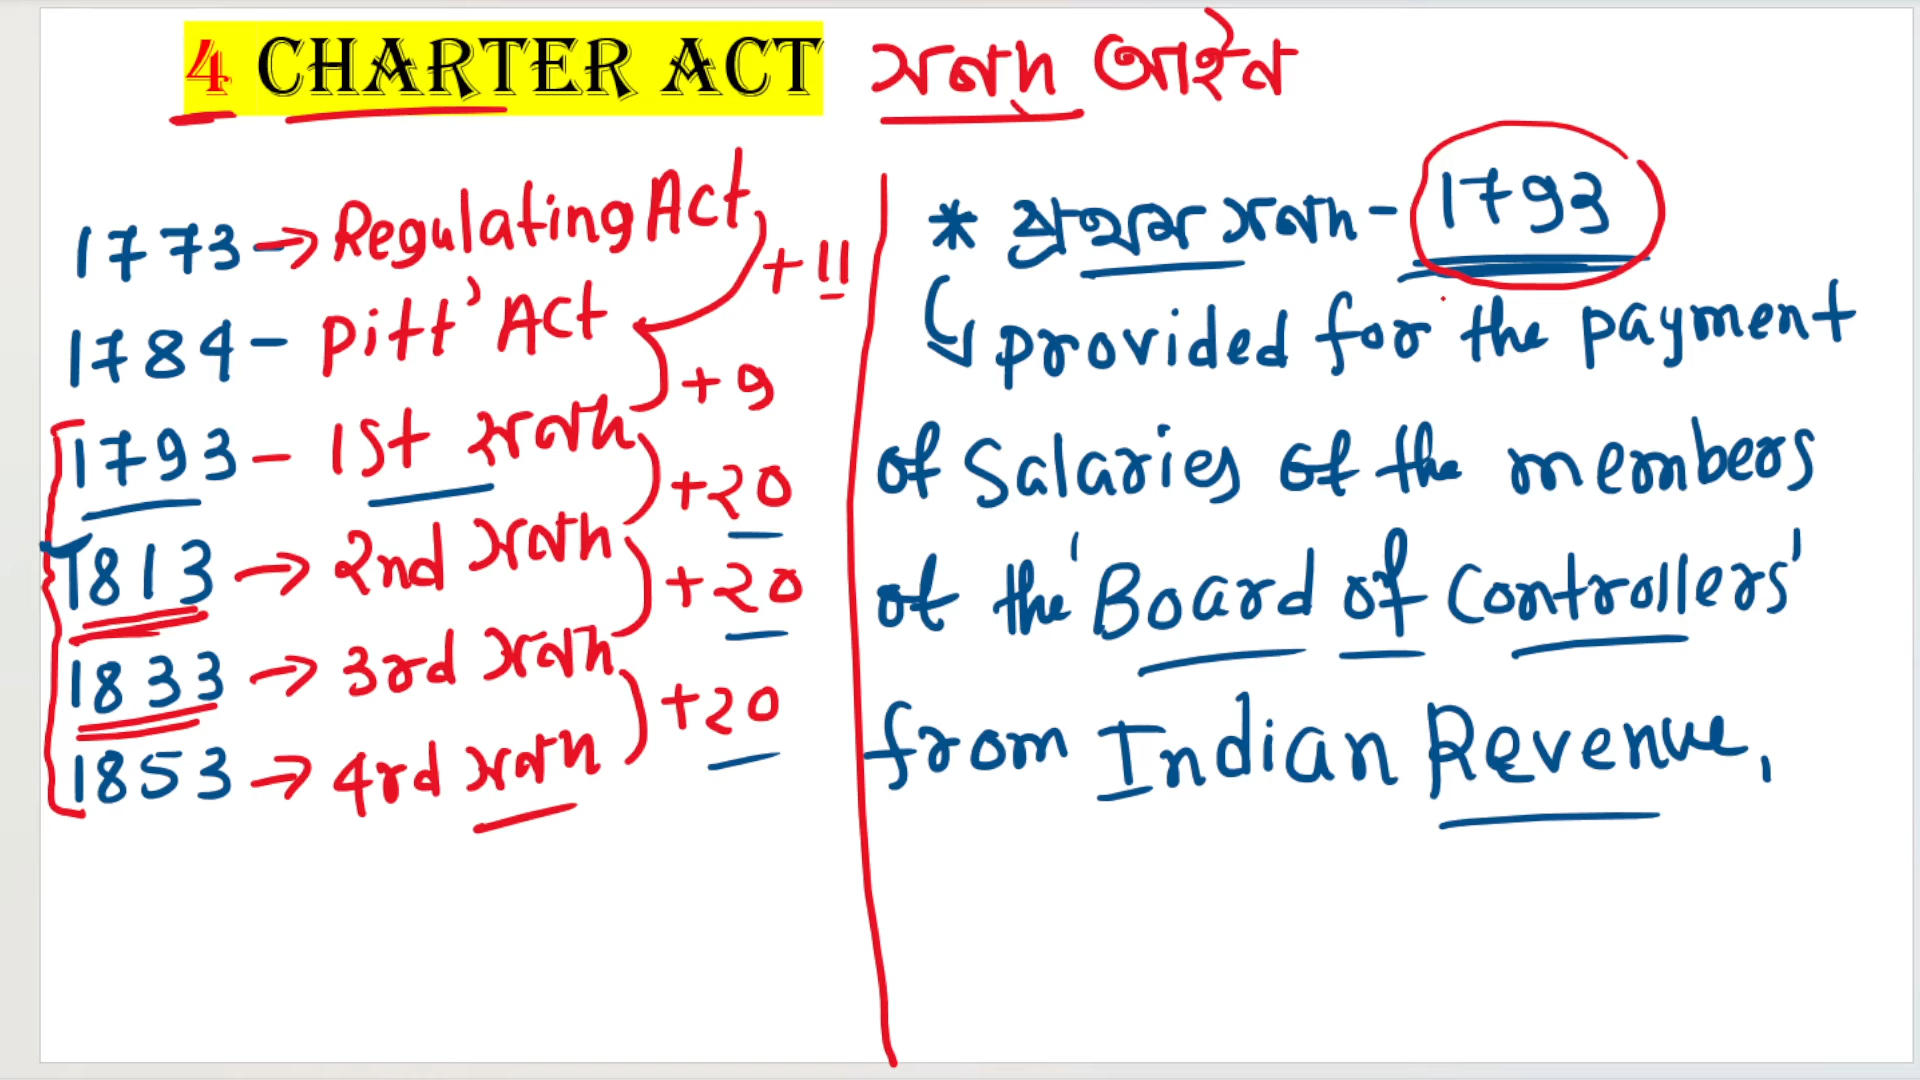 4 CHARTER ACT সনদ আইন
1773 → Regulating Act
+11
1784 - Pitt' Act
+9
1793 - 1st সনদ
+20
1813 → 2nd সনদ
+20
1833 → 3rd সনদ
+20
1853 → 4rd সনদ
* প্রথম সনদ - 1793
↳ provided for the payment
of Salaries of the members
of the 'Board of Controllers'
from Indian Revenue,